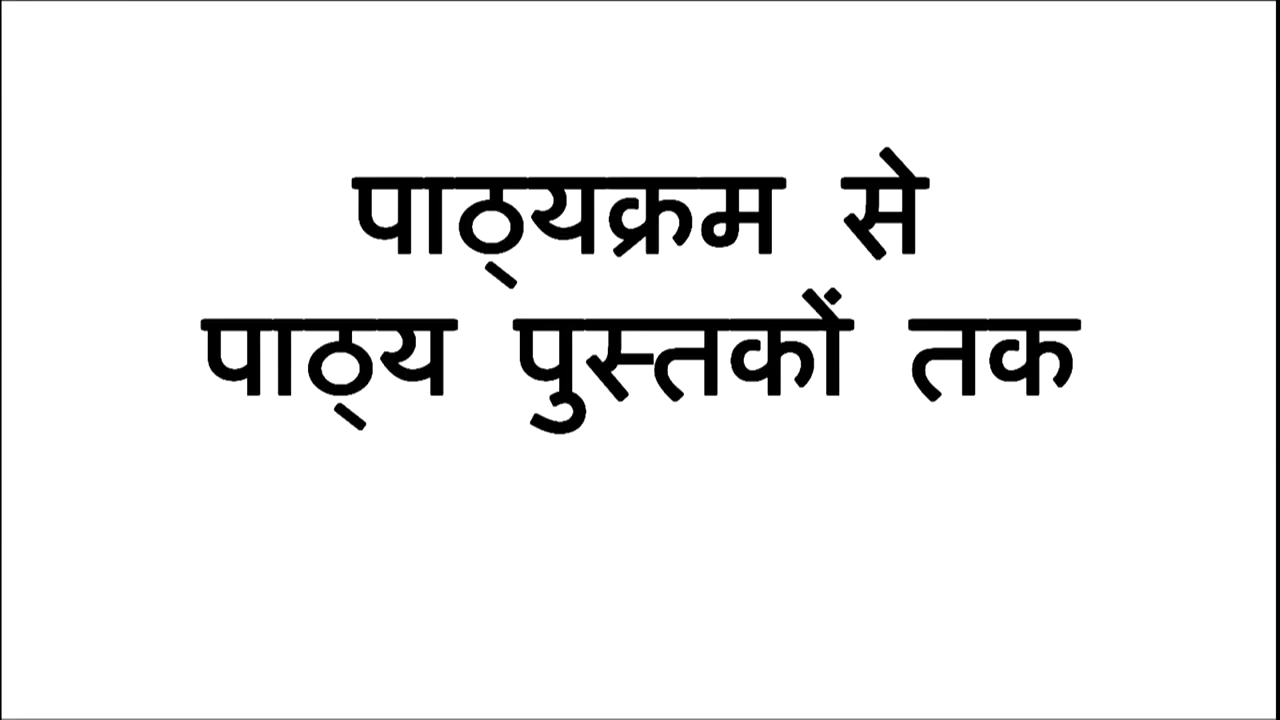 पाठ्यक्रम से
पाठ्य पुस्तकों तक